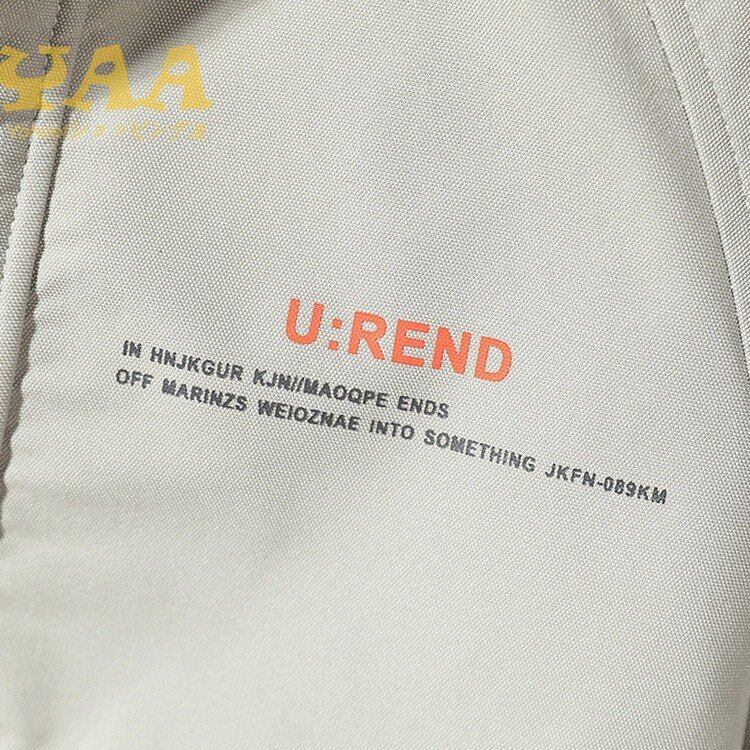 YAA
U:REND
IN HNJKGUR KJN//MAOQPE ENDS
OFF MARINZS WEIOZNAE INTO SOMETHING JKFN-089KM